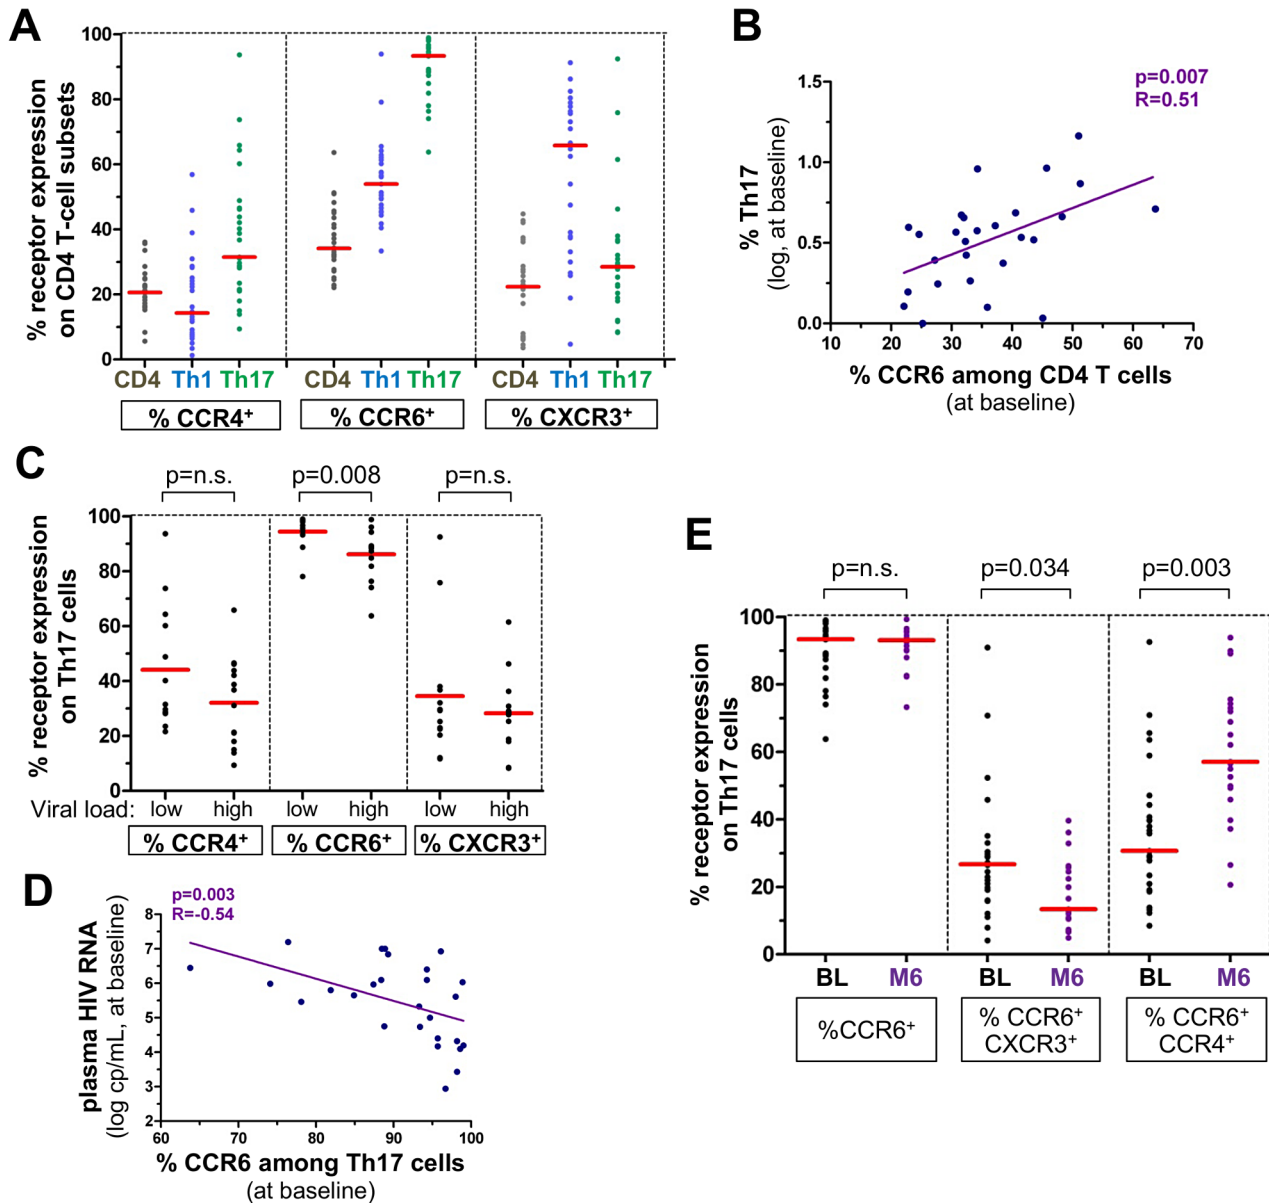 A
% receptor expression
on CD4 T-cell subsets
100
80
60
40
20
0
CD4 Th1 Th17 CD4 Th1 Th17 CD4 Th1 Th17
% CCR4⁺ % CCR6⁺ % CXCR3⁺
B
p=0.007
R=0.51
% Th17
(log, at baseline)
1.5
1.0
0.5
0.0
10 20 30 40 50 60 70
% CCR6 among CD4 T cells
(at baseline)
C
p=n.s. p=0.008 p=n.s.
% receptor expression
on Th17 cells
100
80
60
40
20
0
Viral load: low high low high low high
% CCR4⁺ % CCR6⁺ % CXCR3⁺
D
p=0.003
R=-0.54
plasma HIV RNA
(log cp/mL, at baseline)
8
7
6
5
4
3
2
60 70 80 90 100
% CCR6 among Th17 cells
(at baseline)
E
p=n.s. p=0.034 p=0.003
% receptor expression
on Th17 cells
100
80
60
40
20
0
BL M6 BL M6 BL M6
%CCR6⁺
% CCR6⁺
CXCR3⁺
% CCR6⁺
CCR4⁺